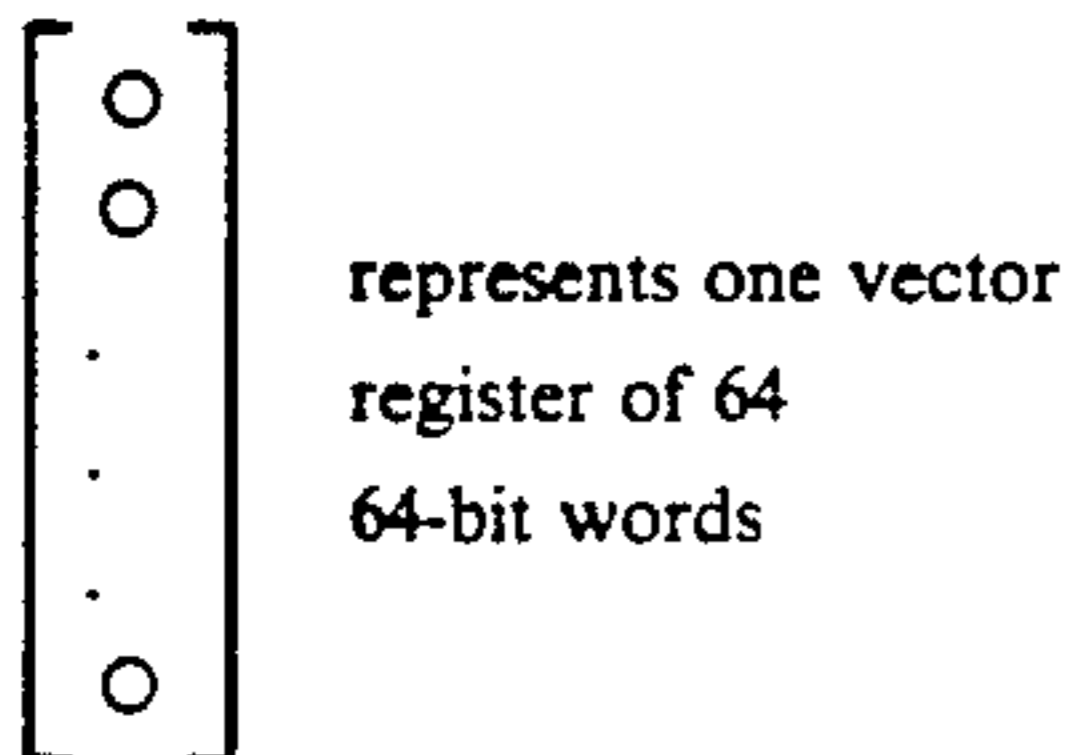 represents one vector
register of 64
64-bit words